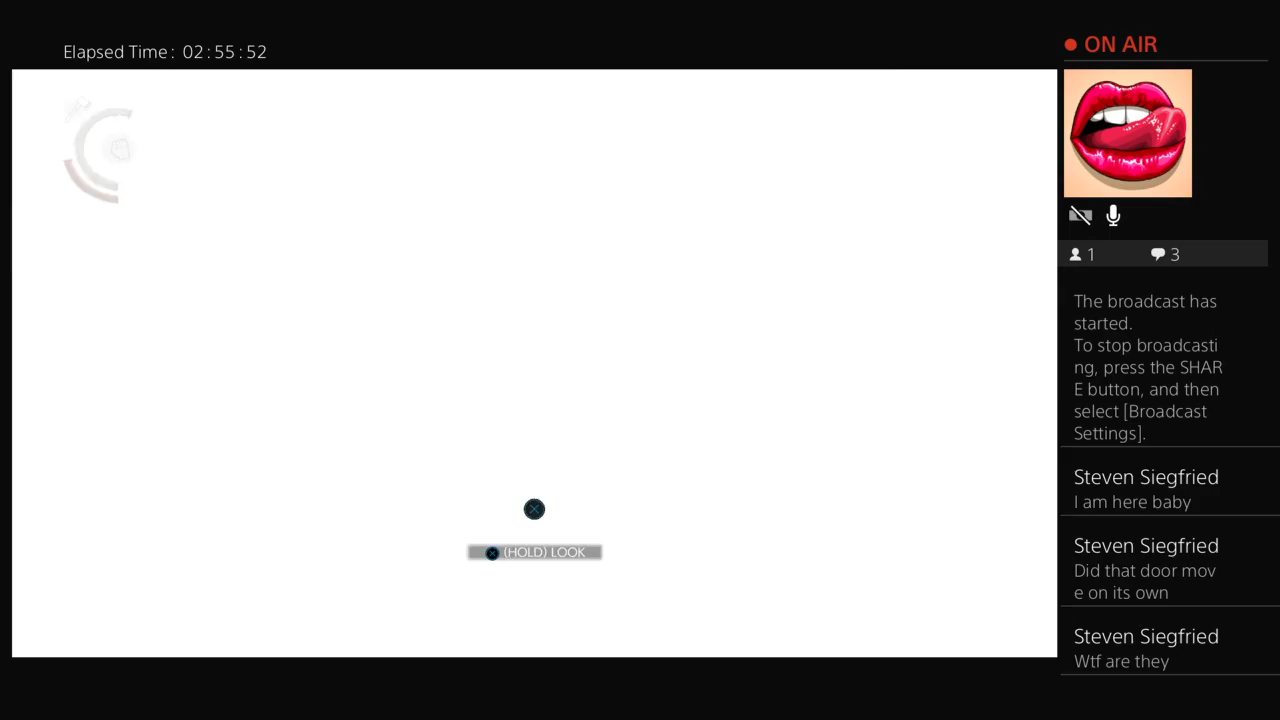 Elapsed Time: 02:55:52
ON AIR
1 3
The broadcast has
started.
To stop broadcasti
ng, press the SHAR
E button, and then
select [Broadcast
Settings].
Steven Siegfried
I am here baby
Steven Siegfried
Did that door mov
e on its own
Steven Siegfried
Wtf are they
(HOLD) LOOK